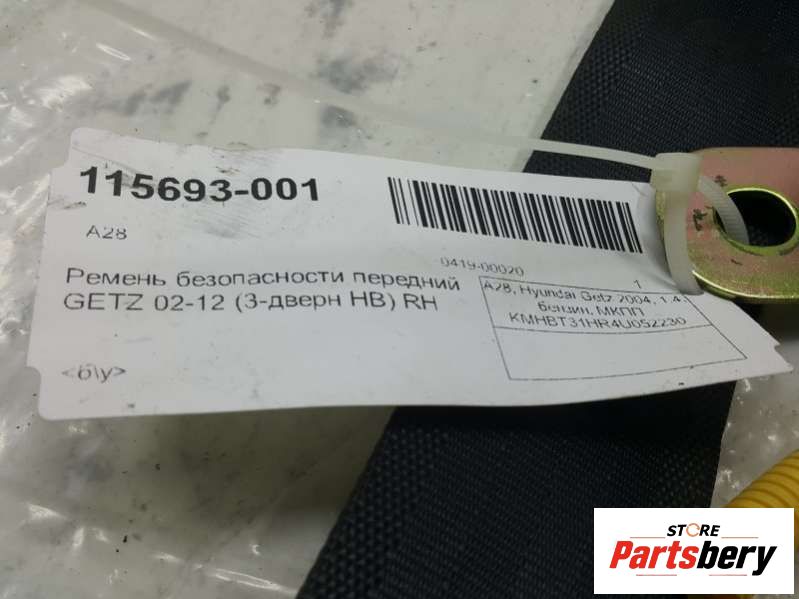 115693-001
A28
0419-00020
1
Ремень безопасности передний
GETZ 02-12 (3-дверн HB) RH
A28, Hyundai Getz 2004, 1.4.
бензин, МКПП
KMHBT31HR4U052230
<б\у>
STORE
Partsbery